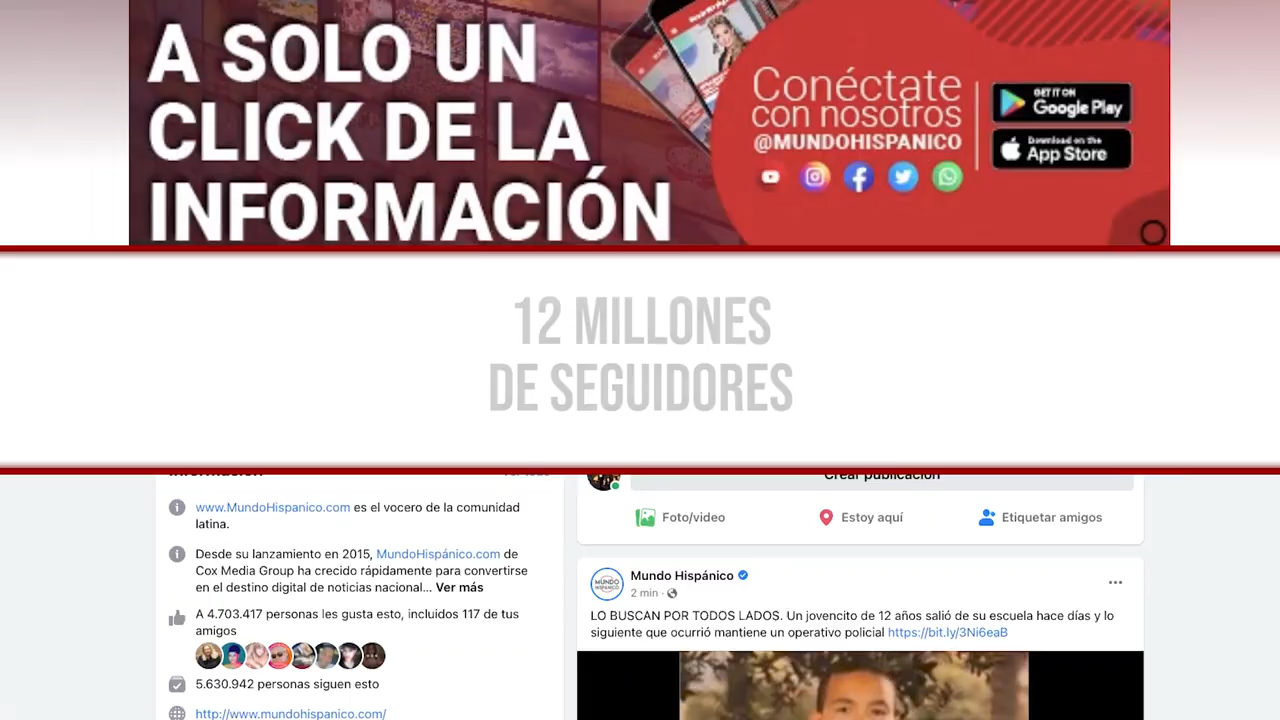 A SOLO UN
CLICK DE LA
INFORMACIÓN
Conéctate
con nosotros
@MUNDOHISPANICO
GET IT ON
Google Play
Download on the
App Store
12 MILLONES
DE SEGUIDORES
Crear publicación
www.MundoHispanico.com es el vocero de la comunidad
latina.
Desde su lanzamiento en 2015, MundoHispánico.com de
Cox Media Group ha crecido rápidamente para convertirse
en el destino digital de noticias nacional... Ver más
A 4.703.417 personas les gusta esto, incluidos 117 de tus
amigos
5.630.942 personas siguen esto
http://www.mundohispanico.com/
Foto/video
Estoy aquí
Etiquetar amigos
MUNDO
HISPÁNICO
Mundo Hispánico
2 min
LO BUSCAN POR TODOS LADOS. Un jovencito de 12 años salió de su escuela hace días y lo
siguiente que ocurrió mantiene un operativo policial https://bit.ly/3Ni6eaB